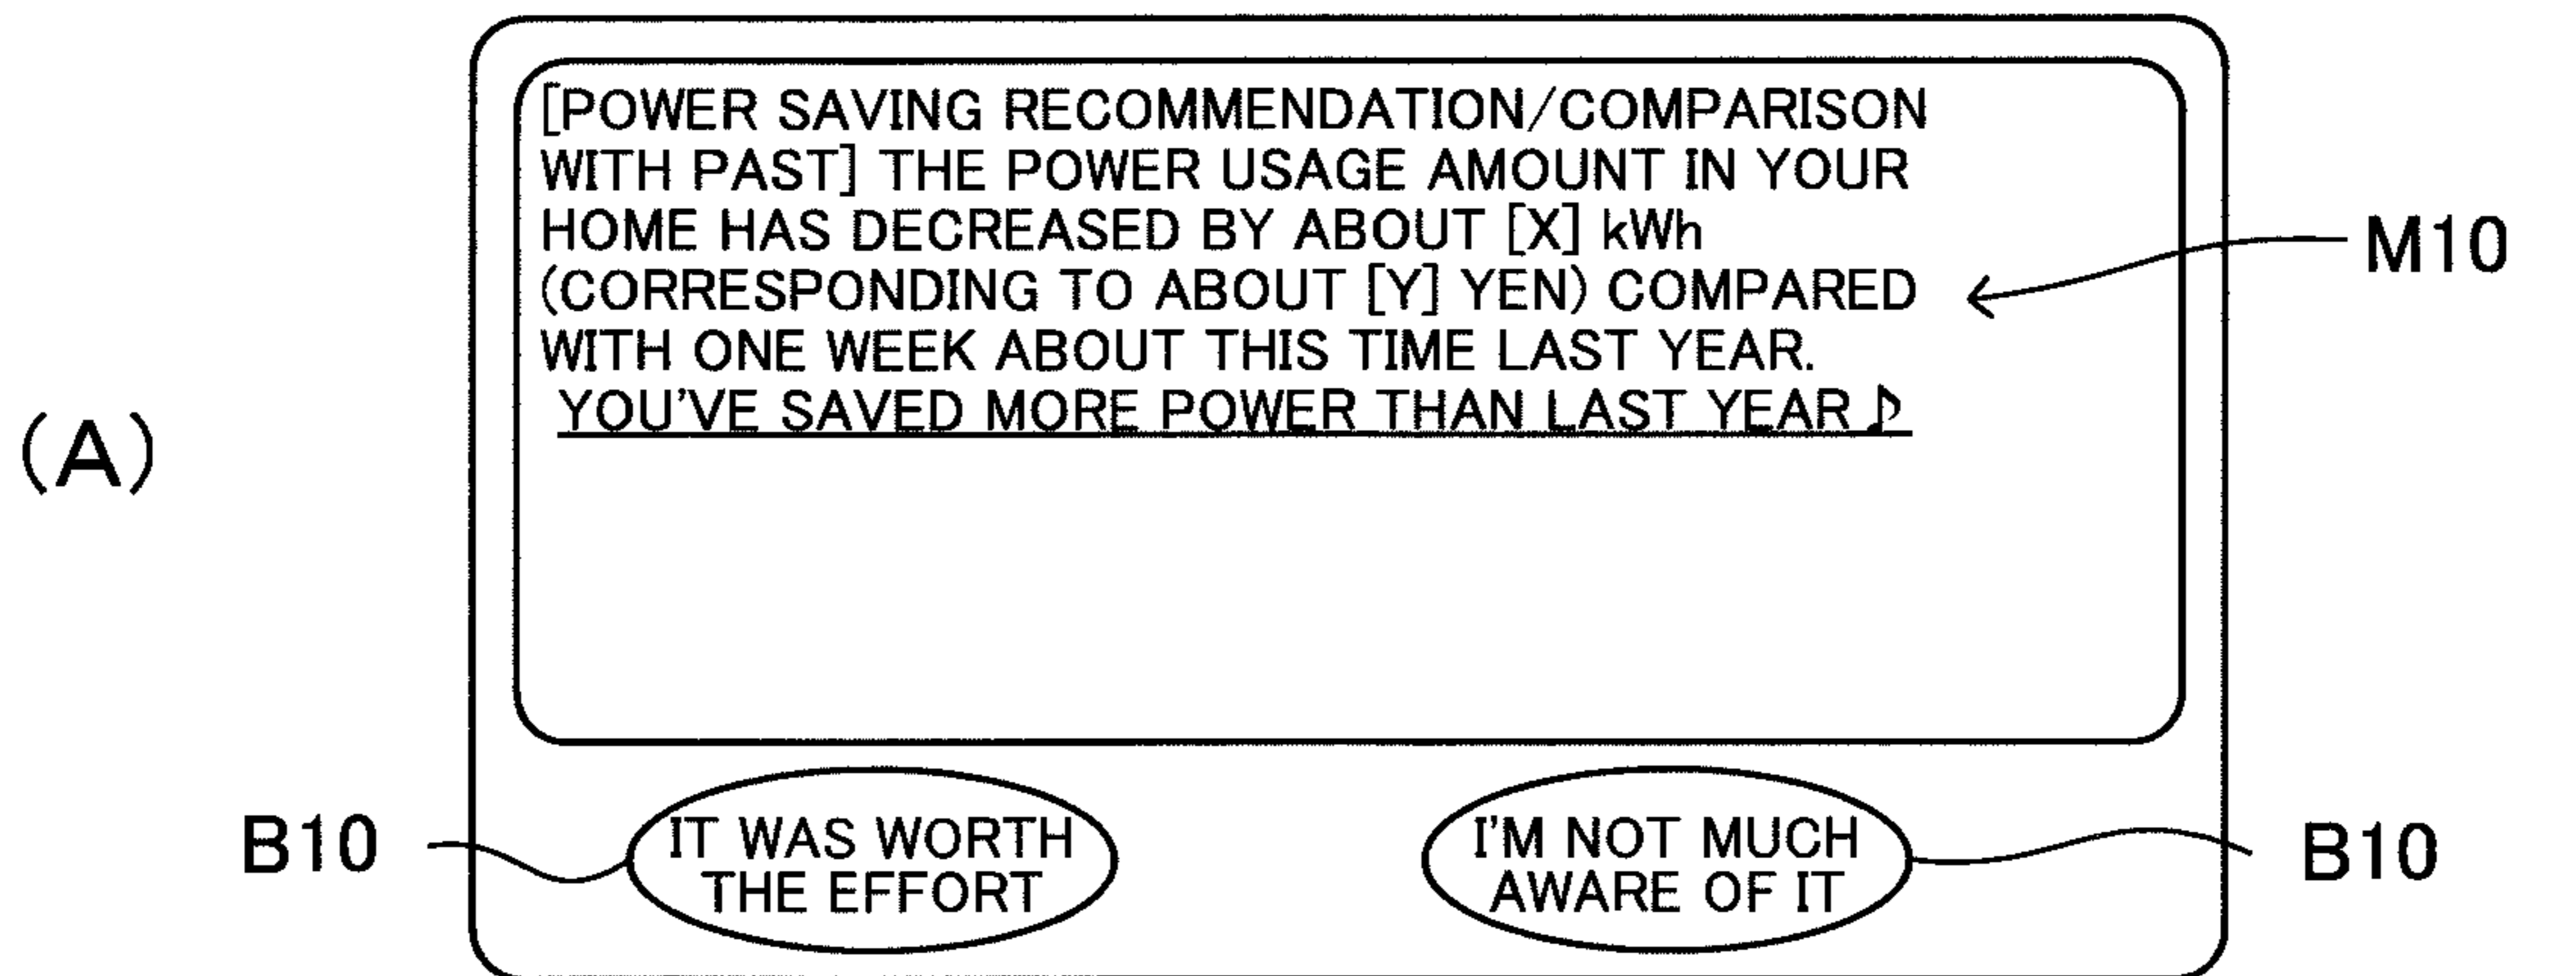 [POWER SAVING RECOMMENDATION/COMPARISON
WITH PAST] THE POWER USAGE AMOUNT IN YOUR
HOME HAS DECREASED BY ABOUT [X] kWh
(CORRESPONDING TO ABOUT [Y] YEN) COMPARED
WITH ONE WEEK ABOUT THIS TIME LAST YEAR.
YOU'VE SAVED MORE POWER THAN LAST YEAR♪
M10
(A)
B10
IT WAS WORTH
THE EFFORT
I'M NOT MUCH
AWARE OF IT
B10